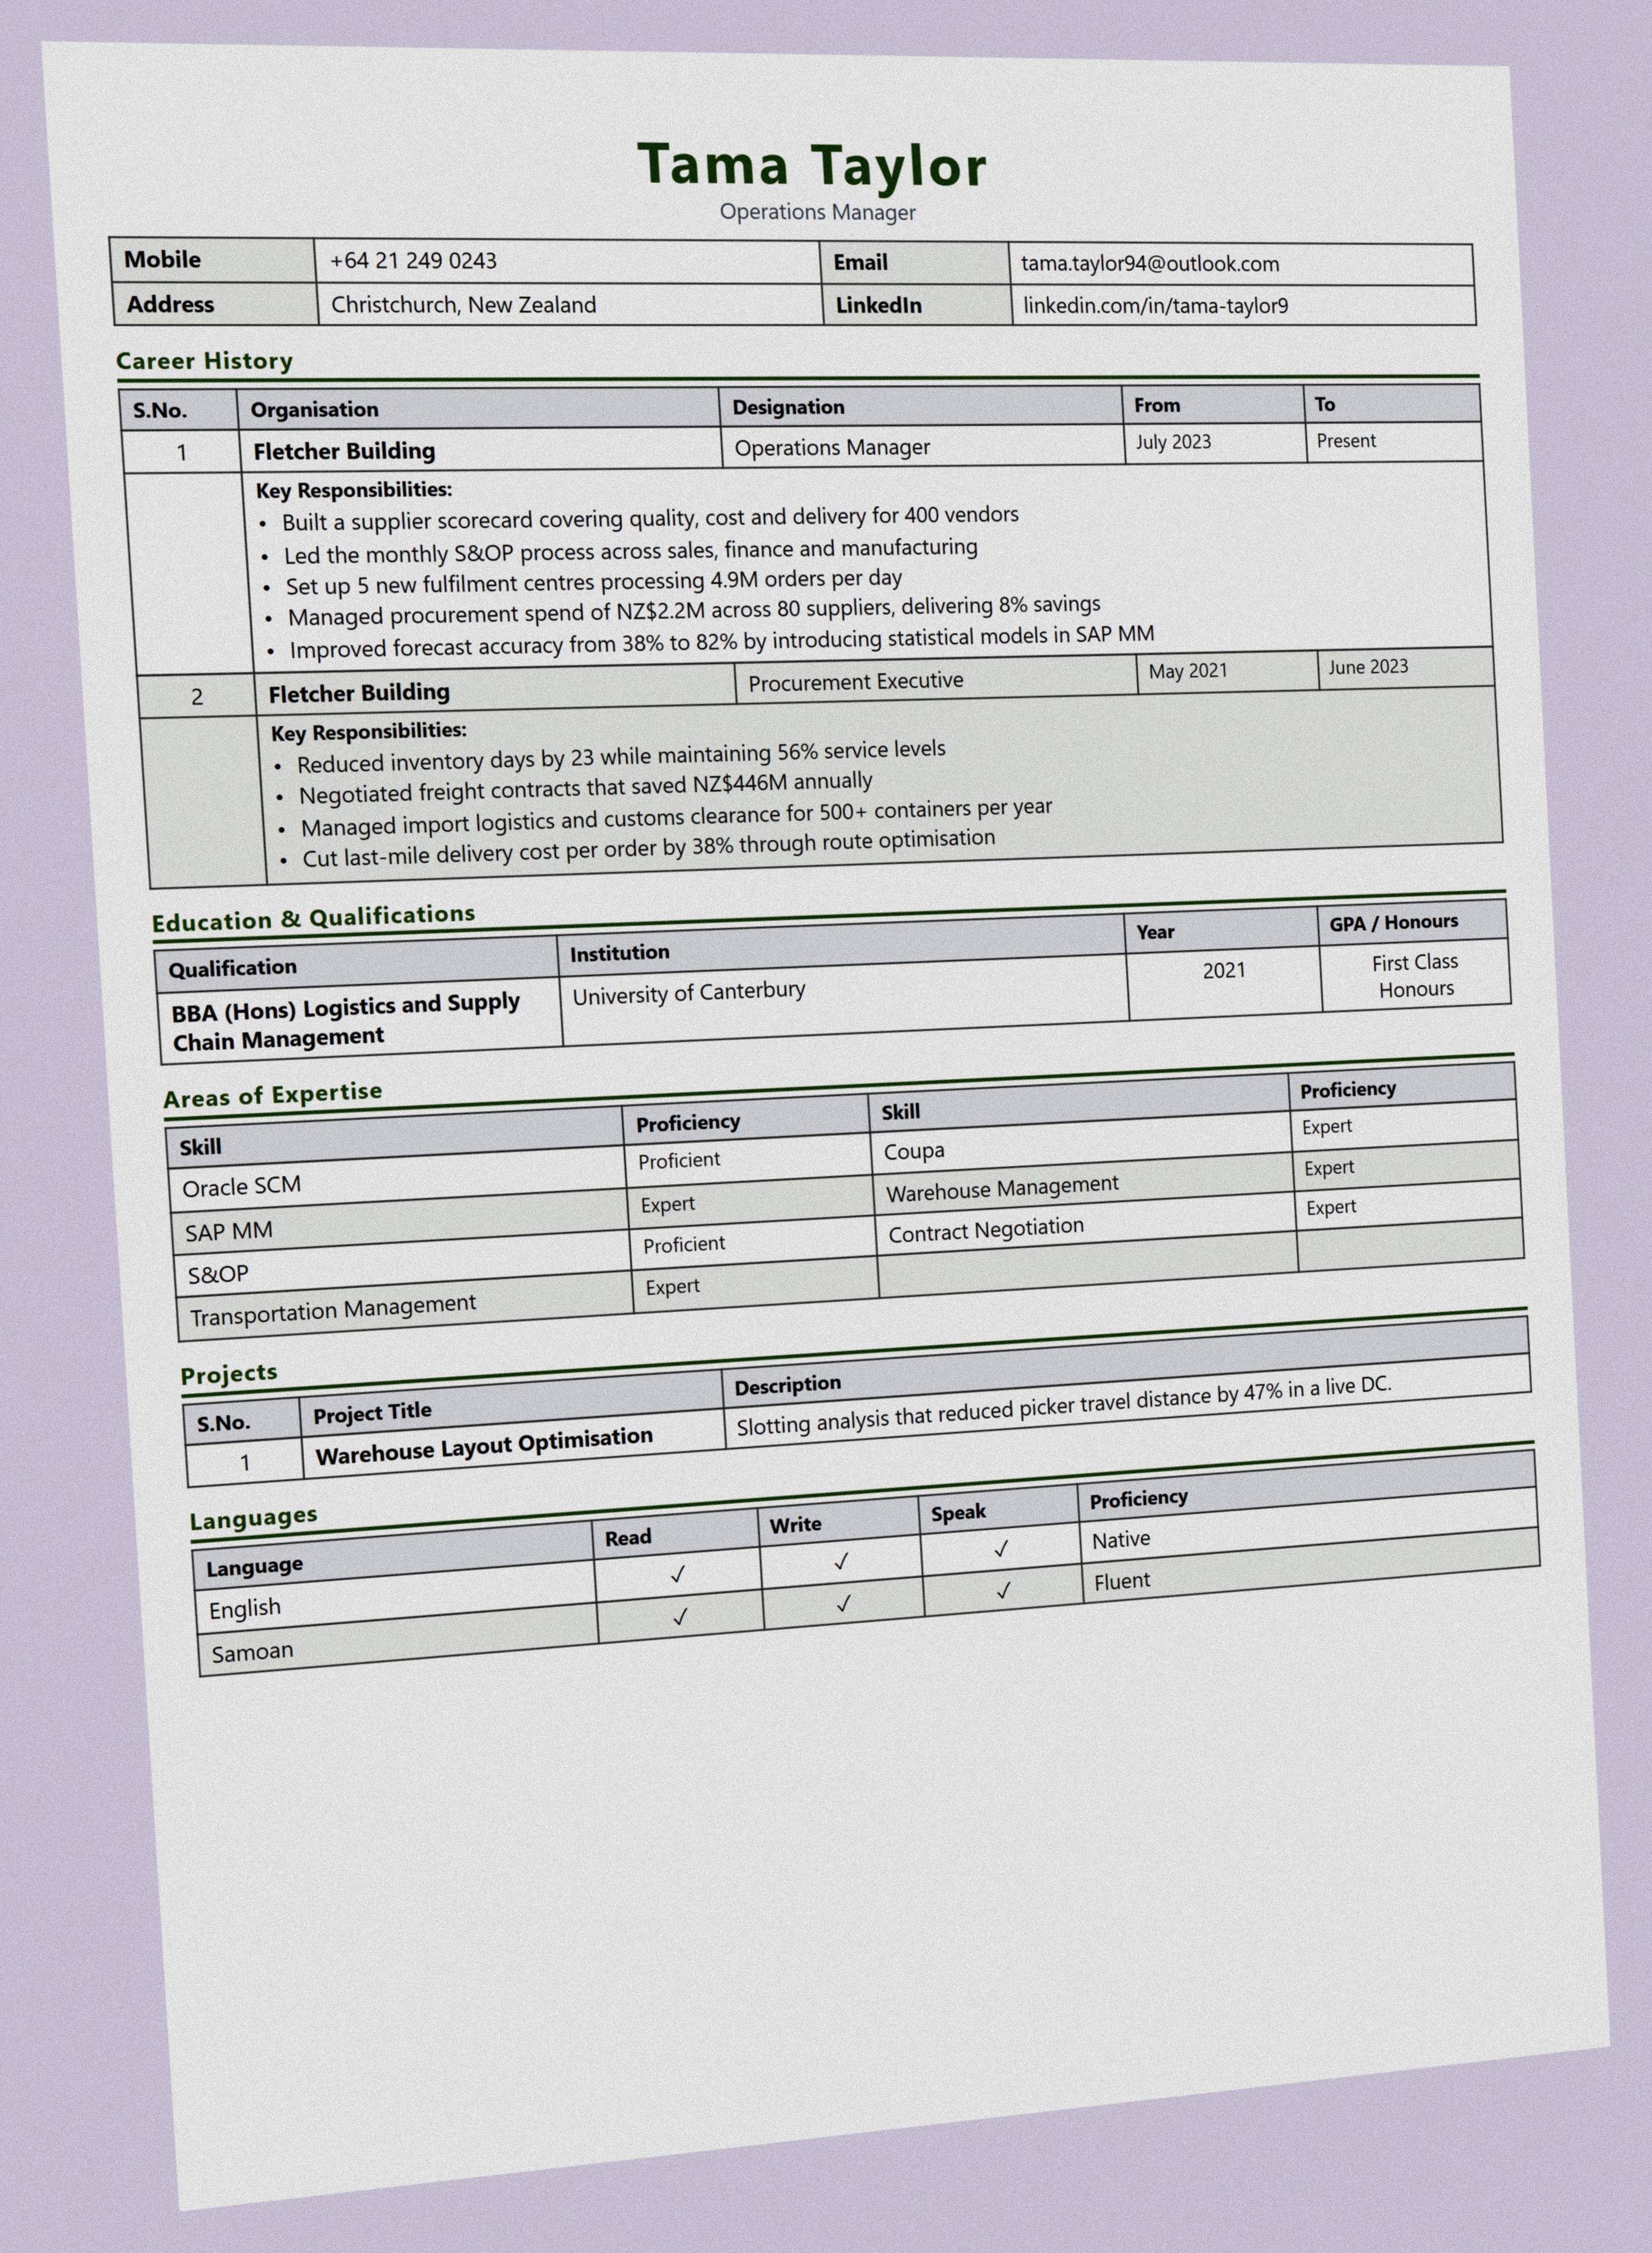 Tama Taylor
Operations Manager
Mobile +64 21 249 0243 Email tama.taylor94@outlook.com
Address Christchurch, New Zealand LinkedIn linkedin.com/in/tama-taylor9
Career History
S.No. Organisation Designation From To
1 Fletcher Building Operations Manager July 2023 Present
Key Responsibilities:
• Built a supplier scorecard covering quality, cost and delivery for 400 vendors
• Led the monthly S&OP process across sales, finance and manufacturing
• Set up 5 new fulfilment centres processing 4.9M orders per day
• Managed procurement spend of NZ$2.2M across 80 suppliers, delivering 8% savings
• Improved forecast accuracy from 38% to 82% by introducing statistical models in SAP MM
2 Fletcher Building Procurement Executive May 2021 June 2023
Key Responsibilities:
• Reduced inventory days by 23 while maintaining 56% service levels
• Negotiated freight contracts that saved NZ$446M annually
• Managed import logistics and customs clearance for 500+ containers per year
• Cut last-mile delivery cost per order by 38% through route optimisation
Education & Qualifications
Qualification Institution Year GPA / Honours
BBA (Hons) Logistics and Supply University of Canterbury 2021 First Class
Chain Management Honours
Areas of Expertise
Skill Proficiency Skill Proficiency
Oracle SCM Proficient Coupa Expert
SAP MM Expert Warehouse Management Expert
S&OP Proficient Contract Negotiation Expert
Transportation Management Expert
Projects
S.No. Project Title Description
1 Warehouse Layout Optimisation Slotting analysis that reduced picker travel distance by 47% in a live DC.
Languages
Language Read Write Speak Proficiency
English ✓ ✓ ✓ Native
Samoan ✓ ✓ ✓ Fluent